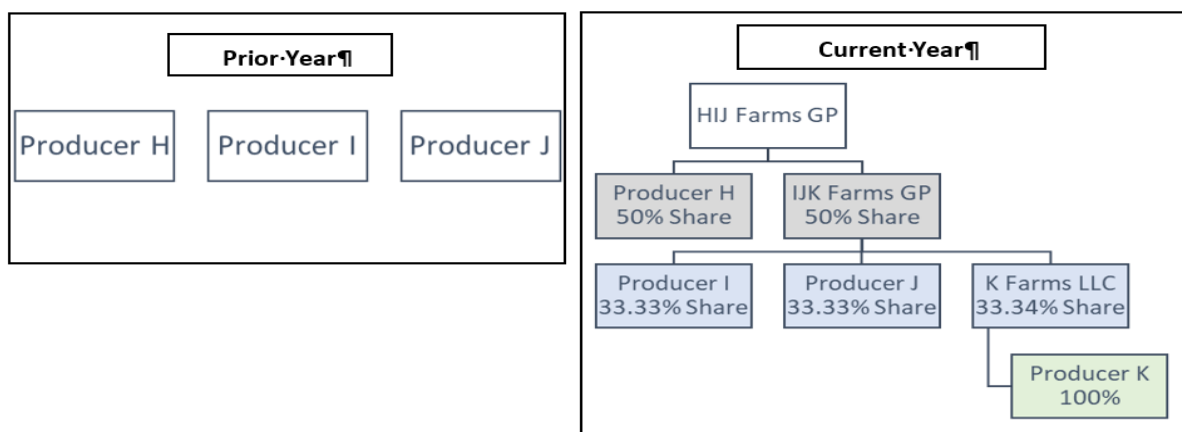 Prior·Year¶
Producer H
Producer I
Producer J
Current·Year¶
HIJ Farms GP
Producer H
50% Share
IJK Farms GP
50% Share
Producer I
33.33% Share
Producer J
33.33% Share
K Farms LLC
33.34% Share
Producer K
100%